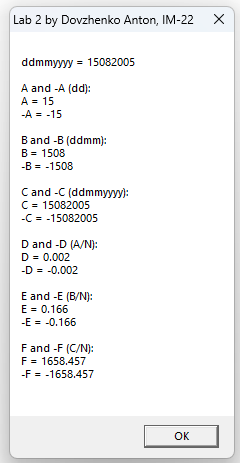 Lab 2 by Dovzhenko Anton, IM-22
ddmmyyyy = 15082005
A and -A (dd):
A = 15
-A = -15
B and -B (ddmm):
B = 1508
-B = -1508
C and -C (ddmmyyyy):
C = 15082005
-C = -15082005
D and -D (A/N):
D = 0.002
-D = -0.002
E and -E (B/N):
E = 0.166
-E = -0.166
F and -F (C/N):
F = 1658.457
-F = -1658.457
OK